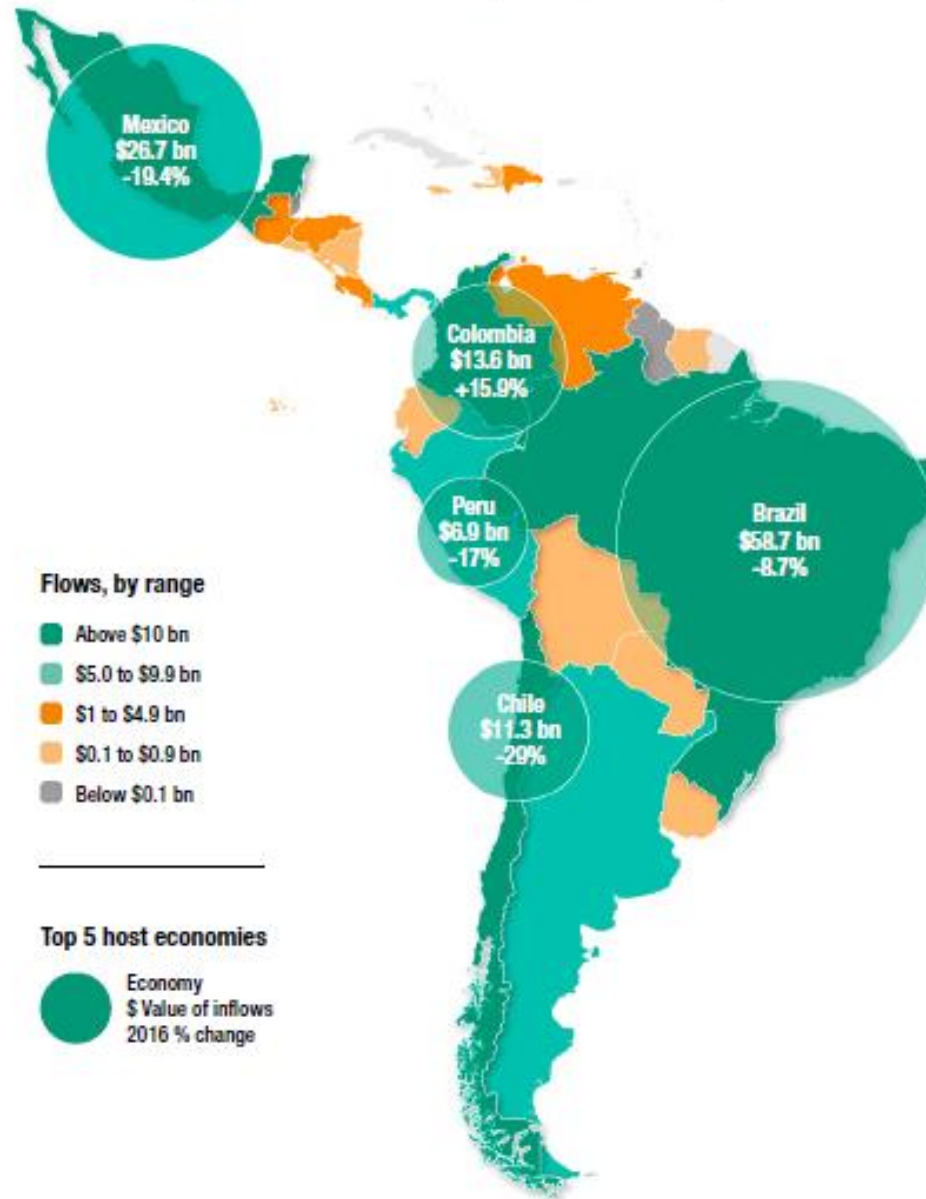 Mexico
$26.7 bn
-19.4%
Colombia
$13.6 bn
+15.9%
Peru
$6.9 bn
-17%
Brazil
$58.7 bn
-8.7%
Chile
$11.3 bn
-29%
Flows, by range
Above $10 bn
$5.0 to $9.9 bn
$1 to $4.9 bn
$0.1 to $0.9 bn
Below $0.1 bn
Top 5 host economies
Economy
$ Value of inflows
2016 % change